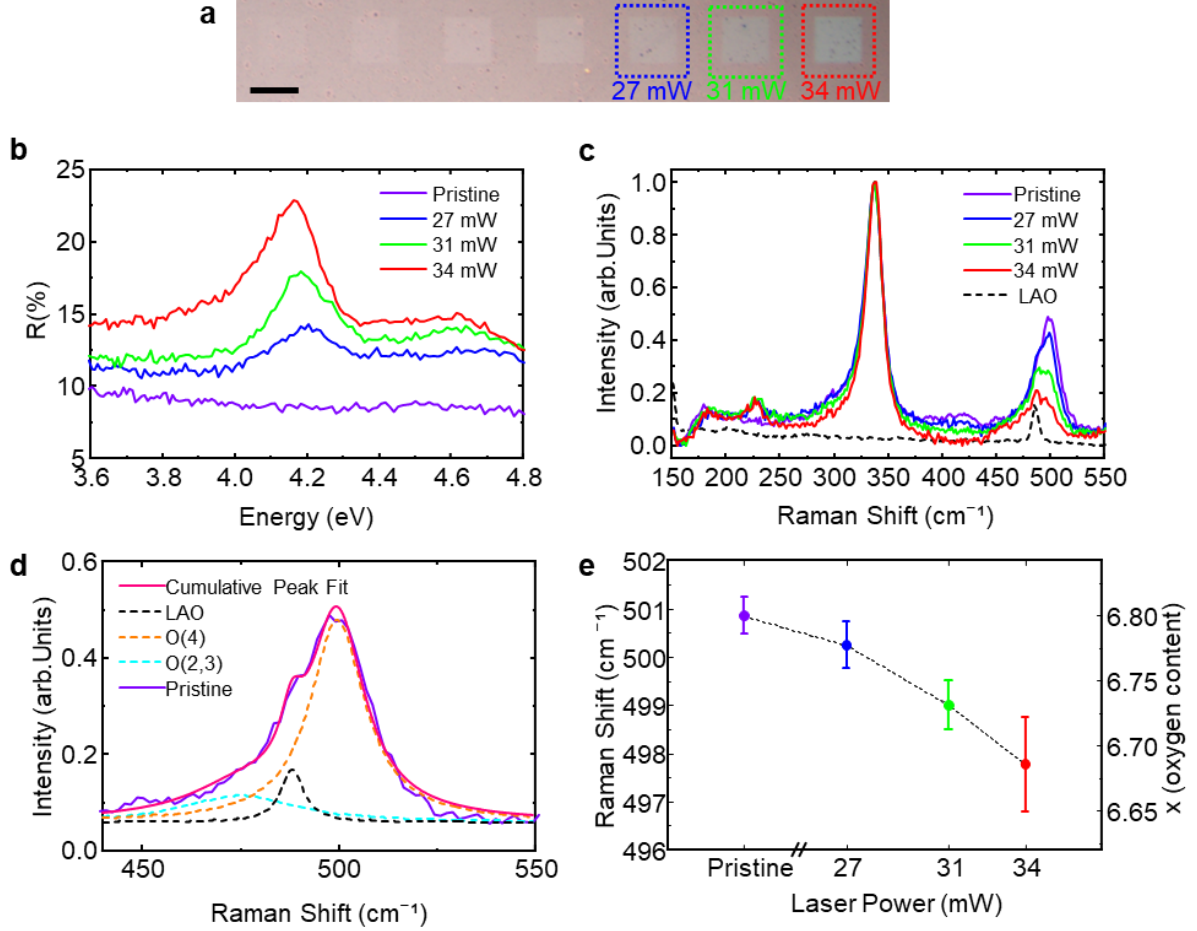 a
27 mW 31 mW 34 mW
b
25
20
15
10
5
R(%)
3.6 3.8 4.0 4.2 4.4 4.6 4.8
Energy (eV)
Pristine
27 mW
31 mW
34 mW
c
1.0
0.8
0.6
0.4
0.2
0.0
Intensity (arb.Units)
150 200 250 300 350 400 450 500 550
Raman Shift (cm⁻¹)
Pristine
27 mW
31 mW
34 mW
LAO
d
0.6
0.4
0.2
0.0
Intensity (arb.Units)
450 500 550
Raman Shift (cm⁻¹)
Cumulative Peak Fit
LAO
O(4)
O(2,3)
Pristine
e
502
501
500
499
498
497
496
Raman Shift (cm⁻¹)
6.80
6.75
6.70
6.65
x (oxygen content)
Pristine 27 31 34
Laser Power (mW)